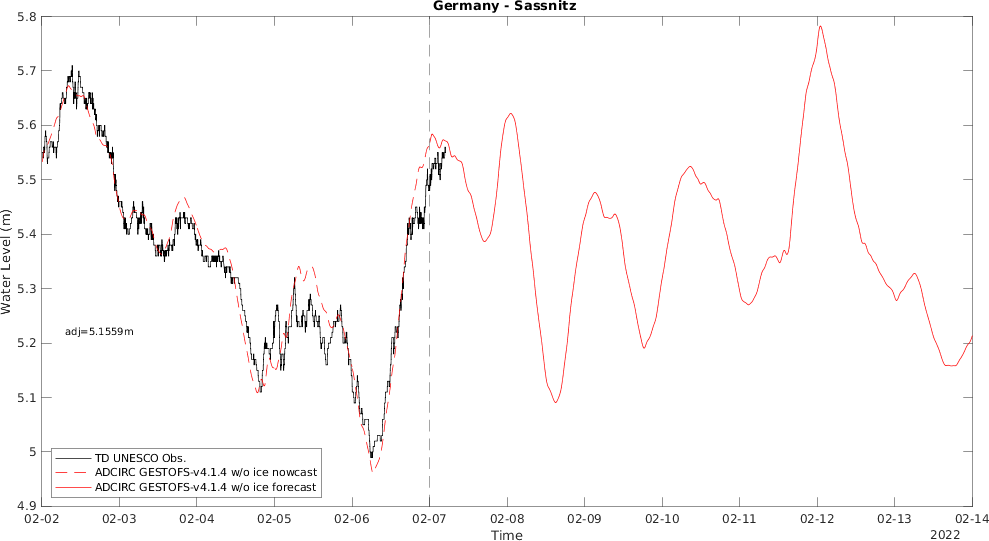 Germany - Sassnitz
5.8
5.7
5.6
5.5
5.4
5.3
5.2
5.1
5
4.9
Water Level (m)
adj=5.1559m
TD UNESCO Obs.
ADCIRC GESTOFS-v4.1.4 w/o ice nowcast
ADCIRC GESTOFS-v4.1.4 w/o ice forecast
02-02 02-03 02-04 02-05 02-06 02-07 02-08 02-09 02-10 02-11 02-12 02-13 02-14
Time
2022